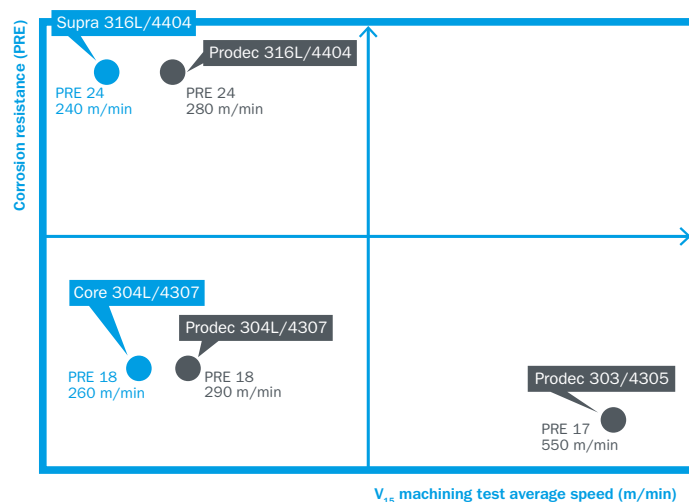 Corrosion resistance (PRE)
Supra 316L/4404
Prodec 316L/4404
PRE 24
240 m/min
PRE 24
280 m/min
Core 304L/4307
Prodec 304L/4307
PRE 18
260 m/min
PRE 18
290 m/min
Prodec 303/4305
PRE 17
550 m/min
V₁₅ machining test average speed (m/min)